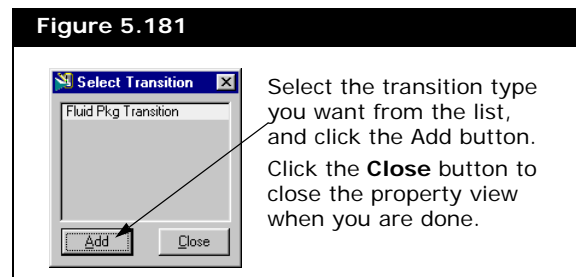 Figure 5.181
Select Transition
Fluid Pkg Transition
Add
Close
Select the transition type
you want from the list,
and click the Add button.
Click the Close button to
close the property view
when you are done.